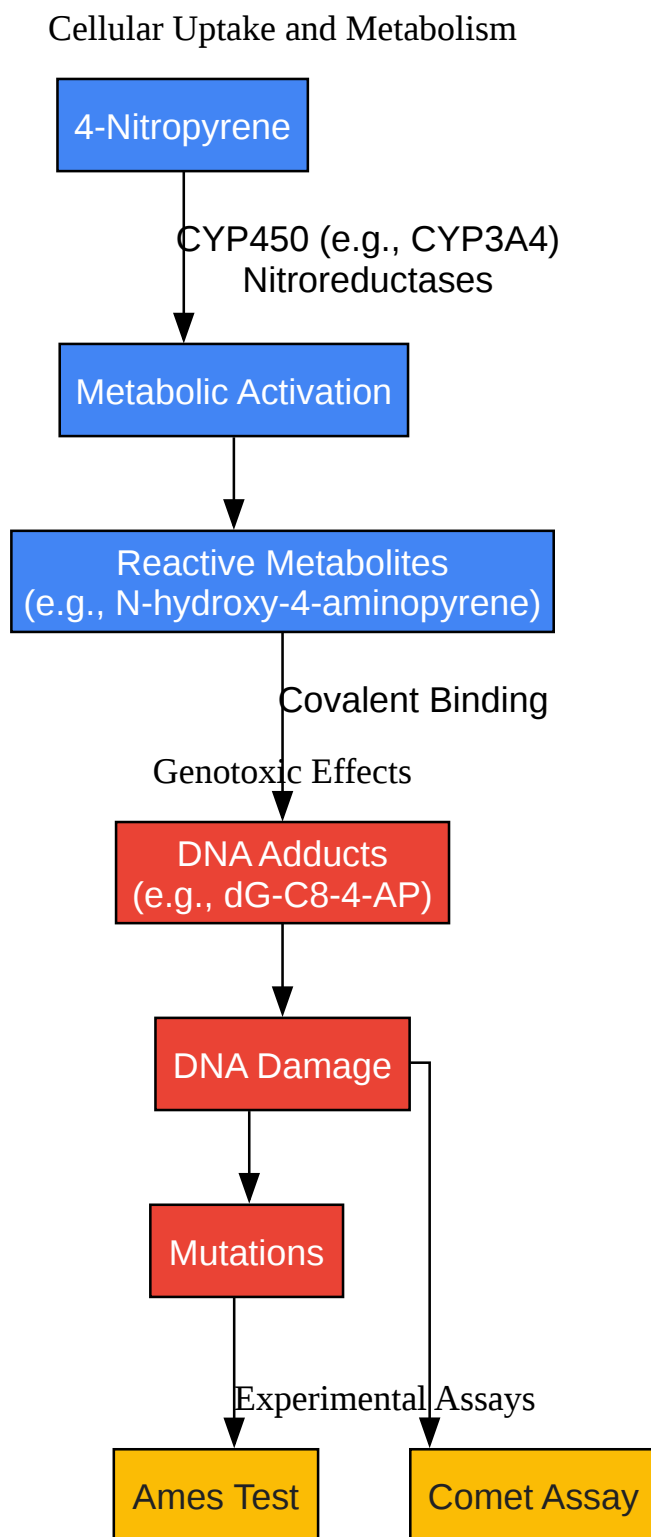 Cellular Uptake and Metabolism
4-Nitropyrene
CYP450 (e.g., CYP3A4)
Nitroreductases
Metabolic Activation
Reactive Metabolites
(e.g., N-hydroxy-4-aminopyrene)
Covalent Binding
Genotoxic Effects
DNA Adducts
(e.g., dG-C8-4-AP)
DNA Damage
Mutations
Experimental Assays
Ames Test
Comet Assay